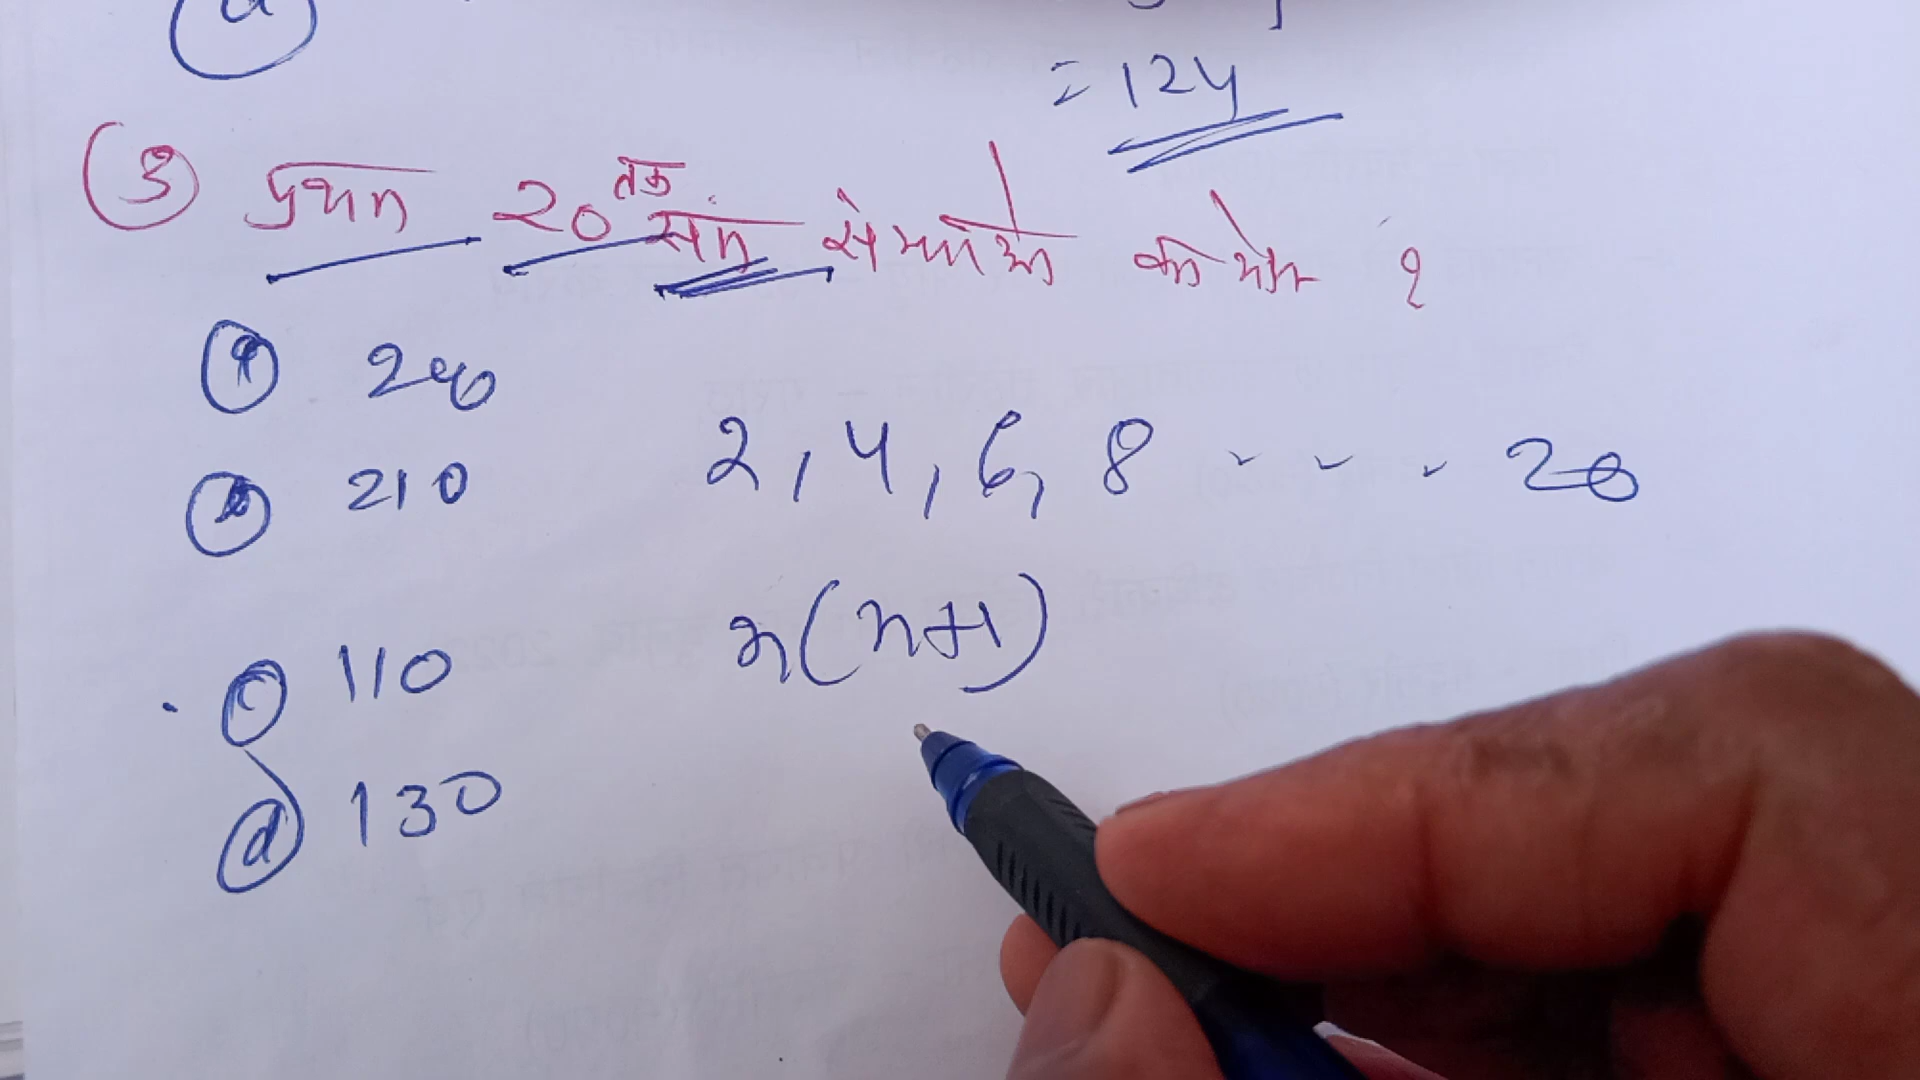 = 124
(3) प्रथम 20 तक सम संख्याओं का योग ?
(a) 240
(b) 210
2, 4, 6, 8 - - - 20
n(n+1)
(c) 110
(d) 130